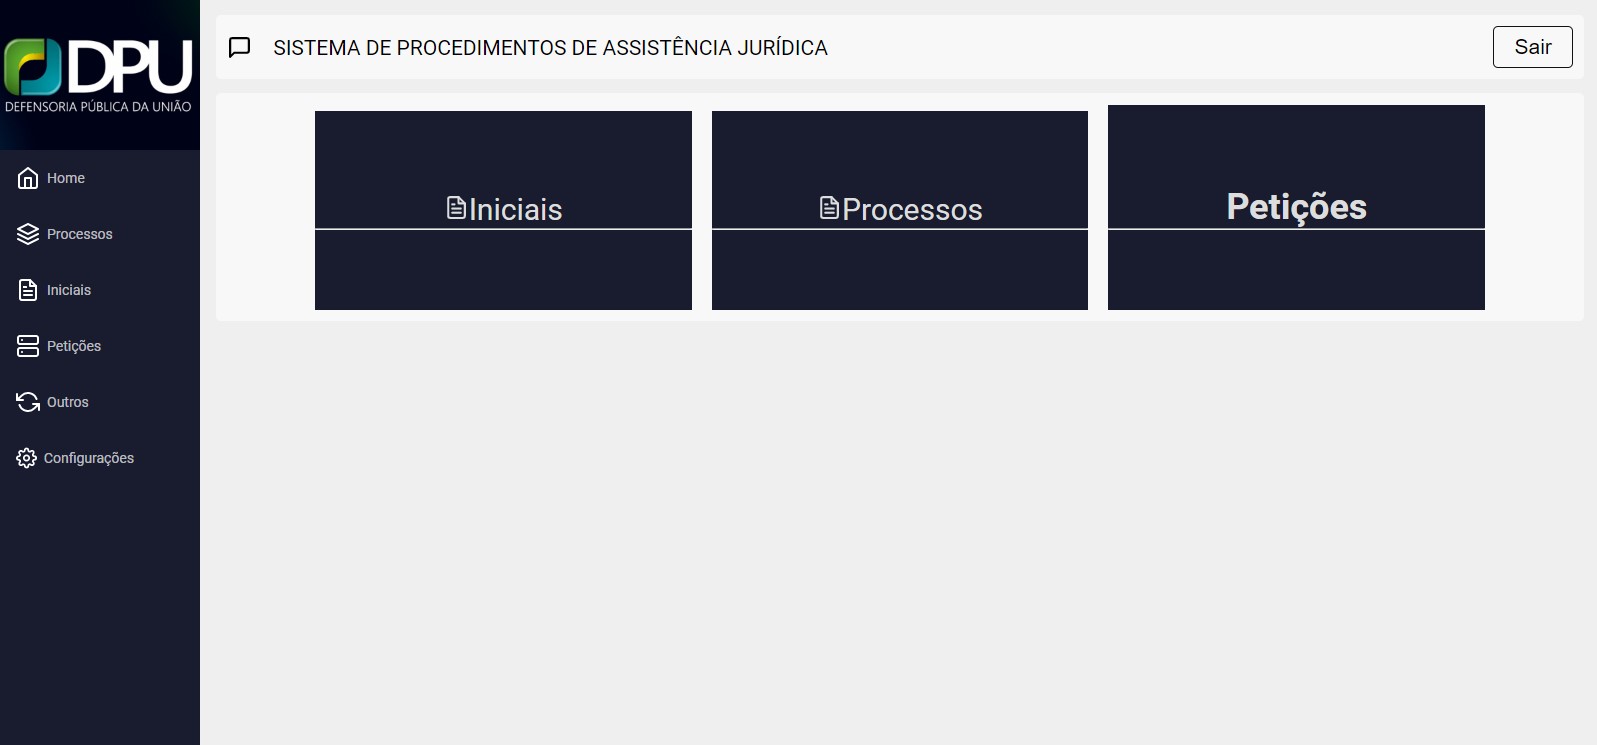 DPU
DEFENSORIA PÚBLICA DA UNIÃO
Home
Processos
Iniciais
Petições
Outros
Configurações
SISTEMA DE PROCEDIMENTOS DE ASSISTÊNCIA JURÍDICA
Sair
Iniciais
Processos
Petições